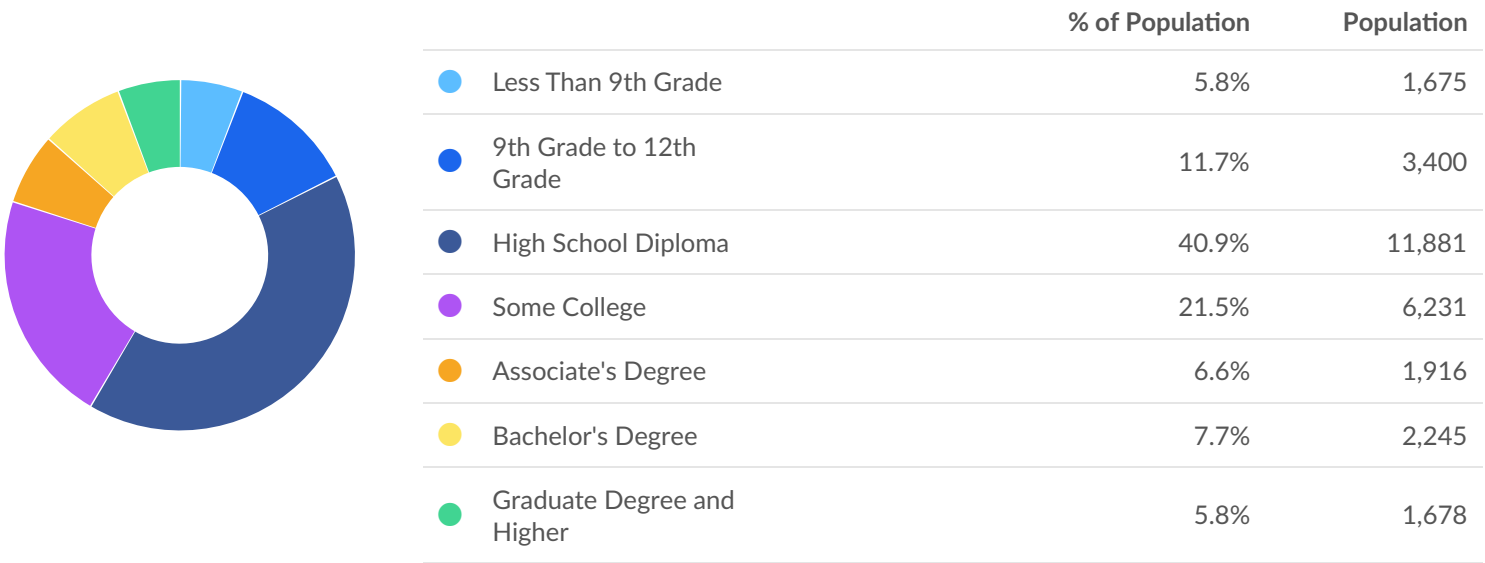 % of Population Population
Less Than 9th Grade 5.8% 1,675
9th Grade to 12th
Grade 11.7% 3,400
High School Diploma 40.9% 11,881
Some College 21.5% 6,231
Associate's Degree 6.6% 1,916
Bachelor's Degree 7.7% 2,245
Graduate Degree and
Higher 5.8% 1,678